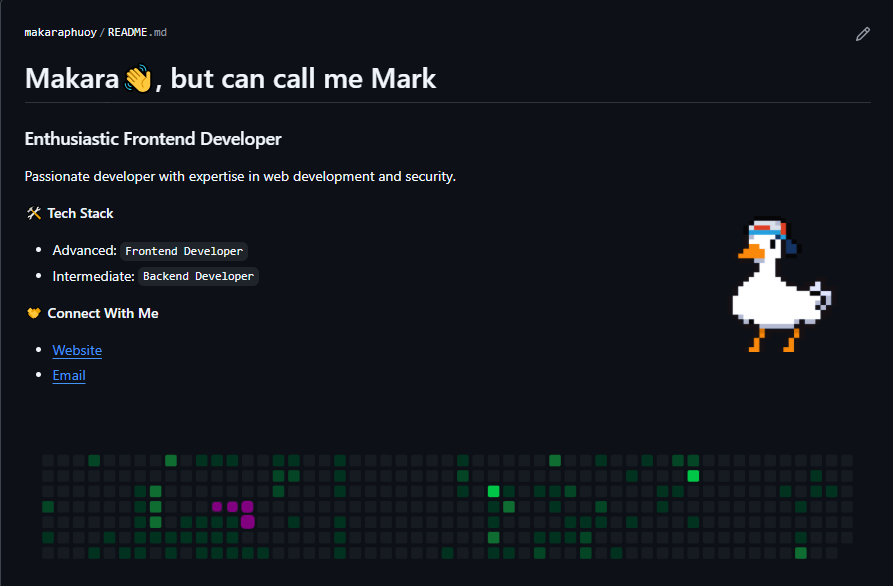 makaraphuoy / README.md
Makara👋, but can call me Mark
Enthusiastic Frontend Developer
Passionate developer with expertise in web development and security.
🛠️ Tech Stack
Advanced: Frontend Developer
Intermediate: Backend Developer
🤝 Connect With Me
Website
Email